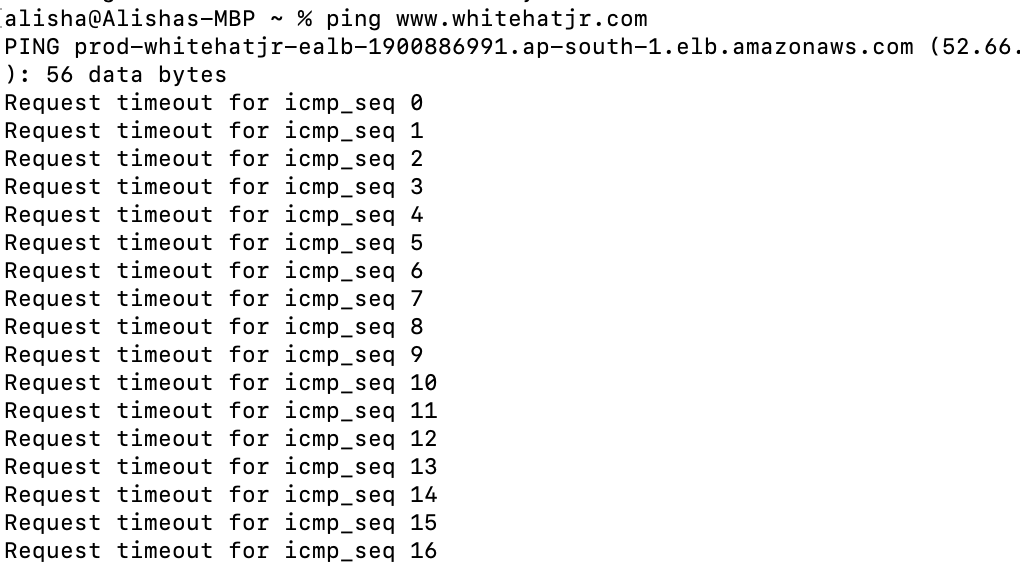 alisha@Alishas-MBP ~ % ping www.whitehatjr.com
PING prod-whitehatjr-ealb-1900886991.ap-south-1.elb.amazonaws.com (52.66.
): 56 data bytes
Request timeout for icmp_seq 0
Request timeout for icmp_seq 1
Request timeout for icmp_seq 2
Request timeout for icmp_seq 3
Request timeout for icmp_seq 4
Request timeout for icmp_seq 5
Request timeout for icmp_seq 6
Request timeout for icmp_seq 7
Request timeout for icmp_seq 8
Request timeout for icmp_seq 9
Request timeout for icmp_seq 10
Request timeout for icmp_seq 11
Request timeout for icmp_seq 12
Request timeout for icmp_seq 13
Request timeout for icmp_seq 14
Request timeout for icmp_seq 15
Request timeout for icmp_seq 16